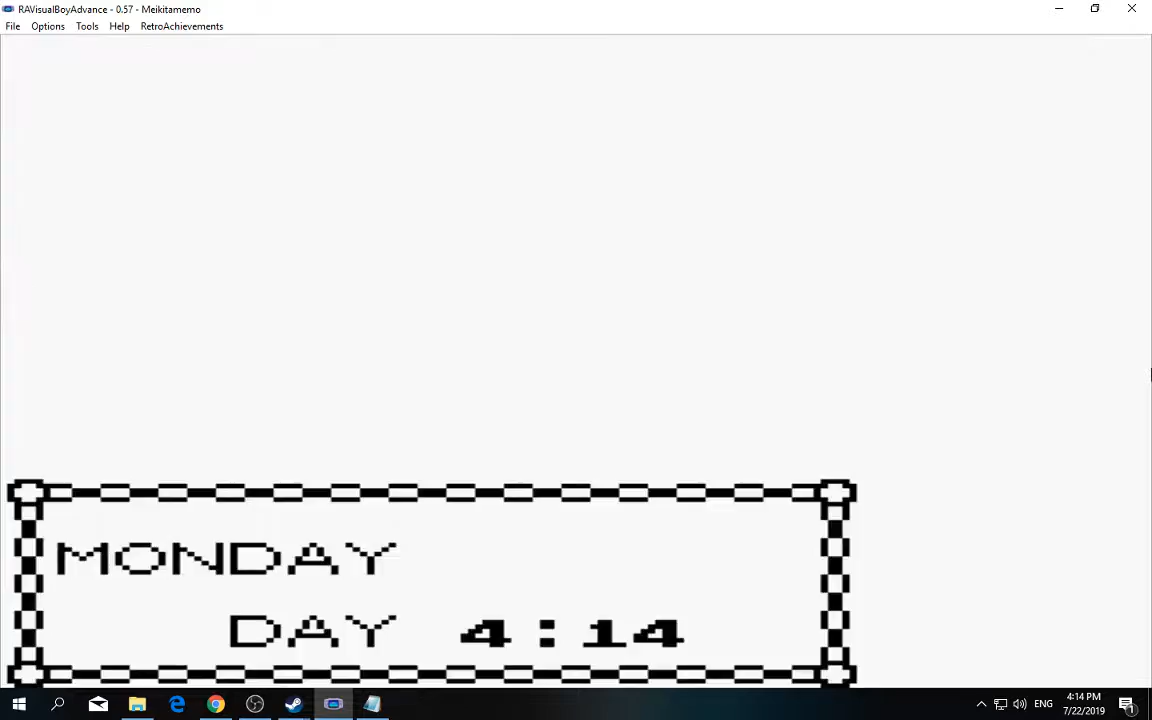 RAVisualBoyAdvance - 0.57 - Meikitamemo
File Options Tools Help RetroAchievements
MONDAY
DAY 4:14
ENG
4:14 PM
7/22/2019
1